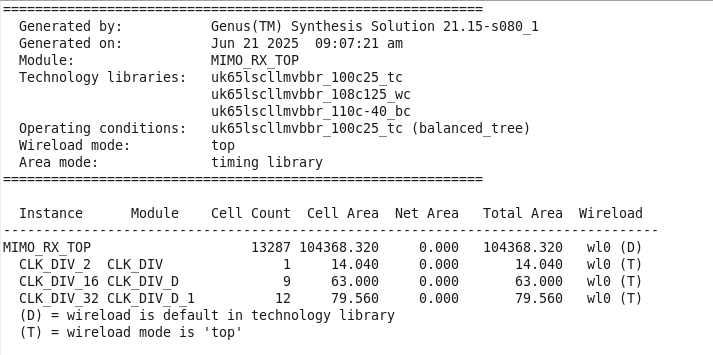 ============================================================
  Generated by:           Genus(TM) Synthesis Solution 21.15-s080_1
  Generated on:           Jun 21 2025  09:07:21 am
  Module:                 MIMO_RX_TOP
  Technology libraries:   uk65lscllmvbbr_100c25_tc
                          uk65lscllmvbbr_108c125_wc
                          uk65lscllmvbbr_110c-40_bc
  Operating conditions:   uk65lscllmvbbr_100c25_tc (balanced_tree)
  Wireload mode:          top
  Area mode:              timing library
============================================================

  Instance      Module    Cell Count  Cell Area  Net Area   Total Area  Wireload
----------------------------------------------------------------------------------
MIMO_RX_TOP                    13287 104368.320     0.000   104368.320   wl0 (D)
  CLK_DIV_2  CLK_DIV               1     14.040     0.000       14.040   wl0 (T)
  CLK_DIV_16 CLK_DIV_D             9     63.000     0.000       63.000   wl0 (T)
  CLK_DIV_32 CLK_DIV_D_1          12     79.560     0.000       79.560   wl0 (T)
  (D) = wireload is default in technology library
  (T) = wireload mode is 'top'